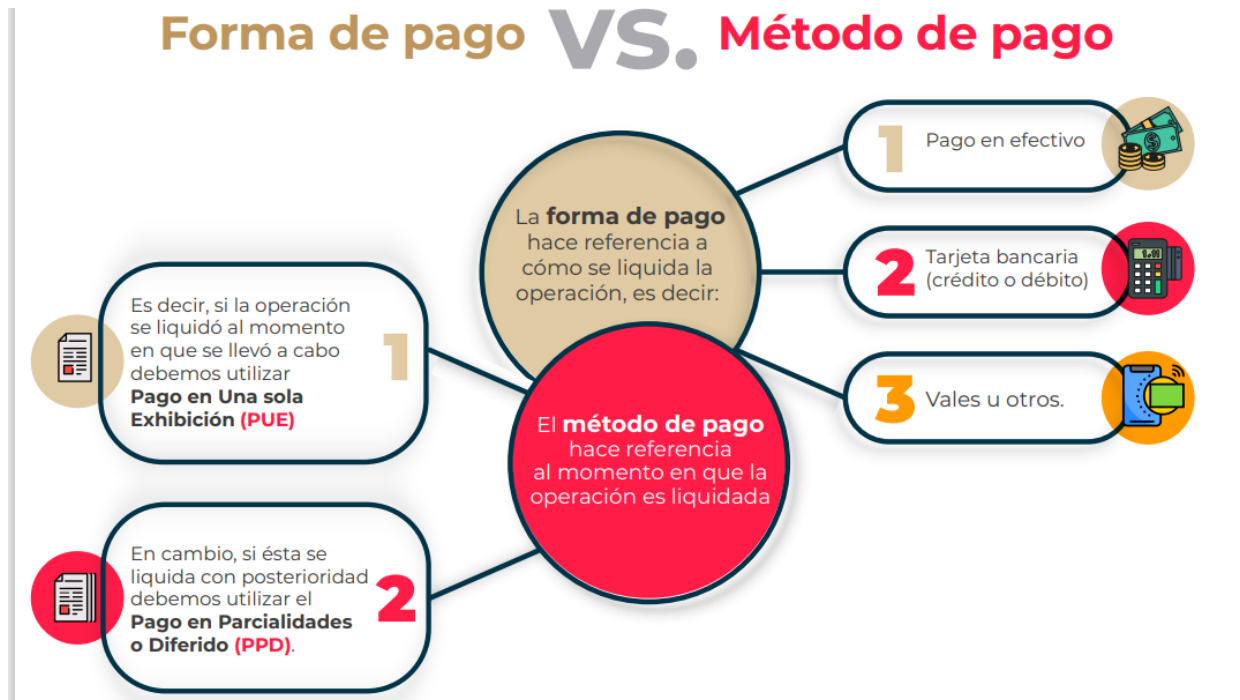 Forma de pago VS. Método de pago
La forma de pago
hace referencia a
cómo se liquida la
operación, es decir:
1
Pago en efectivo
2
Tarjeta bancaria
(crédito o débito)
3
Vales u otros.
El método de pago
hace referencia
al momento en que la
operación es liquidada
Es decir, si la operación
se liquidó al momento
en que se llevó a cabo
debemos utilizar
Pago en Una sola
Exhibición (PUE)
1
En cambio, si ésta se
liquida con posterioridad
debemos utilizar el
Pago en Parcialidades
o Diferido (PPD).
2